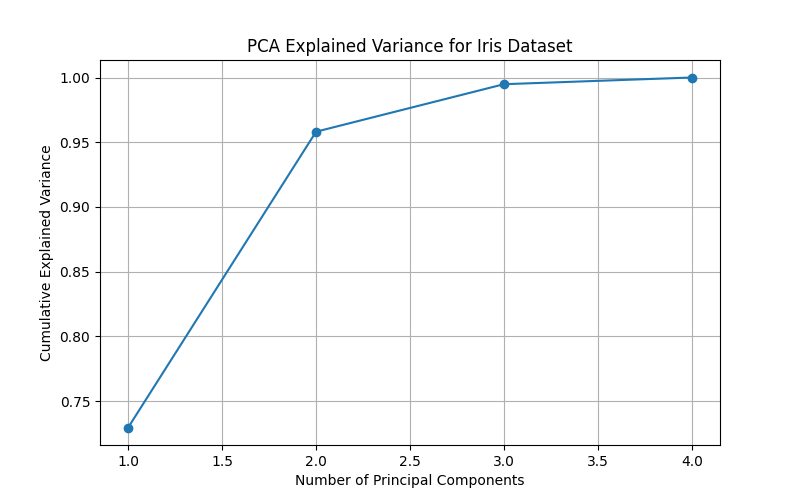 PCA Explained Variance for Iris Dataset
Cumulative Explained Variance
1.00
0.95
0.90
0.85
0.80
0.75
1.0 1.5 2.0 2.5 3.0 3.5 4.0
Number of Principal Components